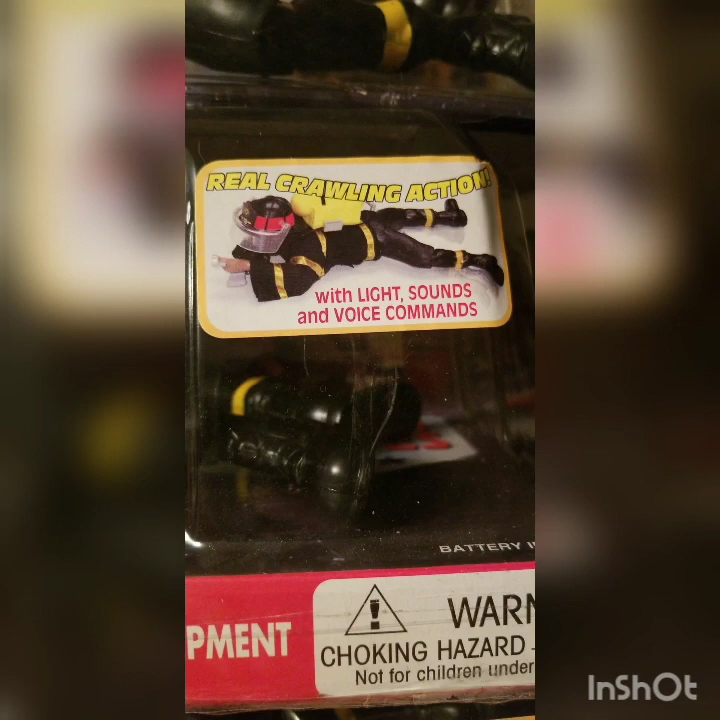 REAL CRAWLING ACTION!
with LIGHT, SOUNDS
and VOICE COMMANDS
BATTERY
PMENT
WARN
CHOKING HAZARD -
Not for children under
InShOt